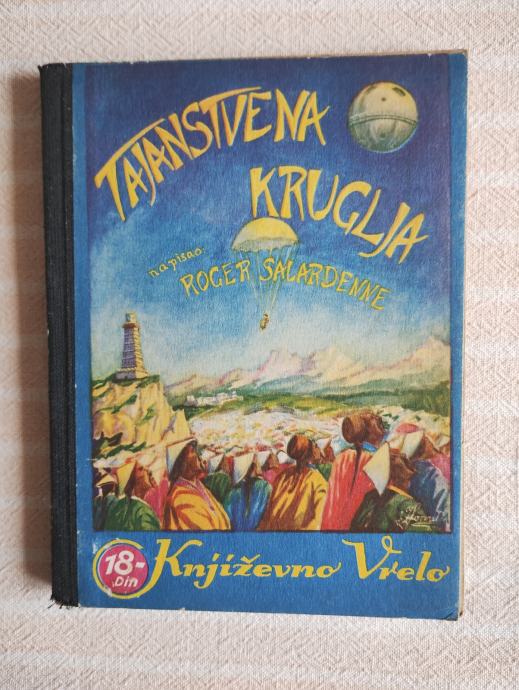 TAJANSTVENA
KRUGLJA
napisao:
ROGER SALARDENNE
18-
Din
Književno Vrelo